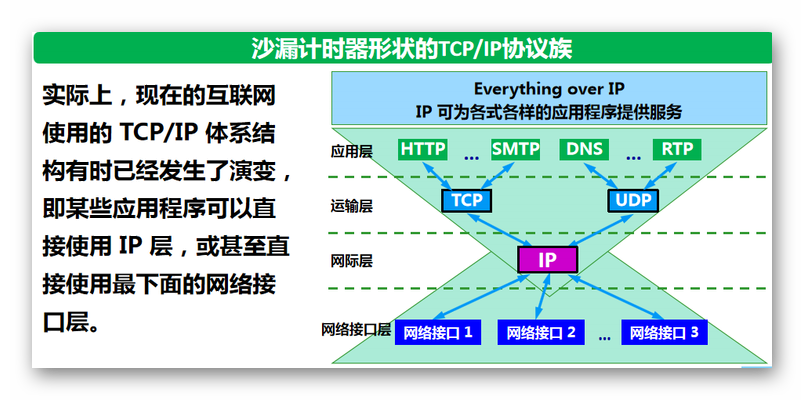 沙漏计时器形状的TCP/IP协议族
实际上，现在的互联网
使用的 TCP/IP 体系结
构有时已经发生了演变，
即某些应用程序可以直
接使用 IP 层，或甚至直
接使用最下面的网络接
口层。
Everything over IP
IP 可为各式各样的应用程序提供服务
应用层 HTTP ... SMTP DNS ... RTP
运输层 TCP UDP
网际层 IP
网络接口层 网络接口 1 网络接口 2 ... 网络接口 3